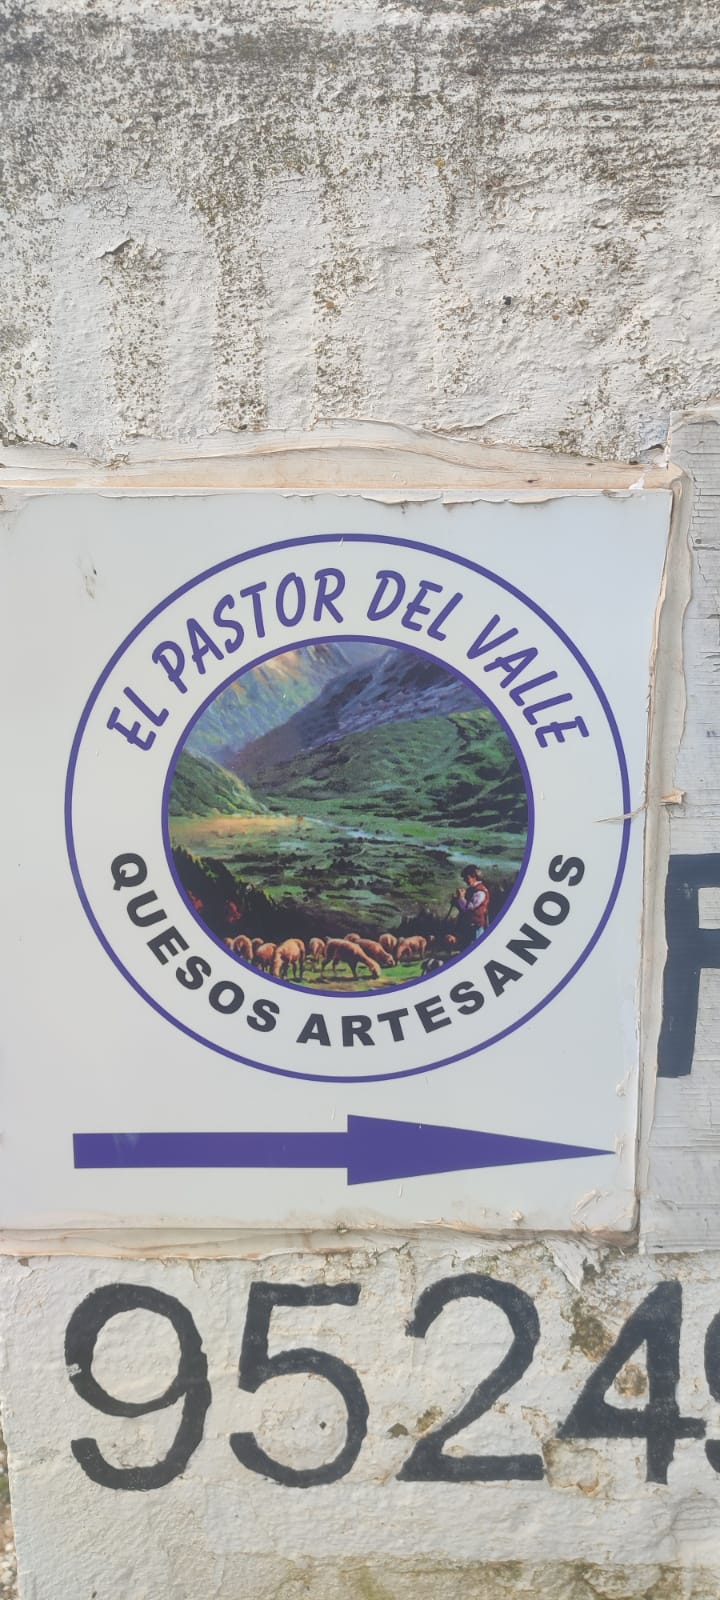 EL PASTOR DEL VALLE
QUESOS ARTESANOS
9524